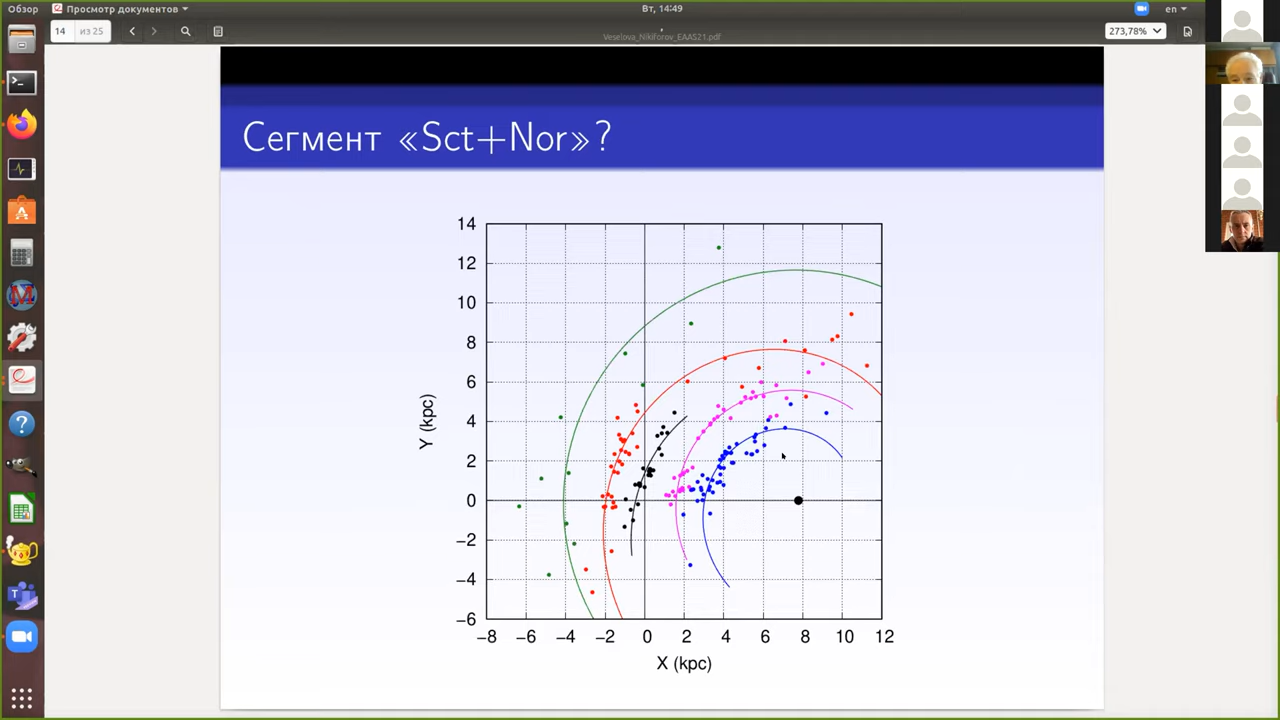 Обзор
Просмотр документов
Вт, 14:49
en
14
из 25
Veselova_Nikiforov_EAAS21.pdf
273,78%
Сегмент «Sct+Nor»?
14
12
10
8
6
4
2
0
−2
−4
−6
Y (kpc)
−8 −6 −4 −2 0 2 4 6 8 10 12
X (kpc)